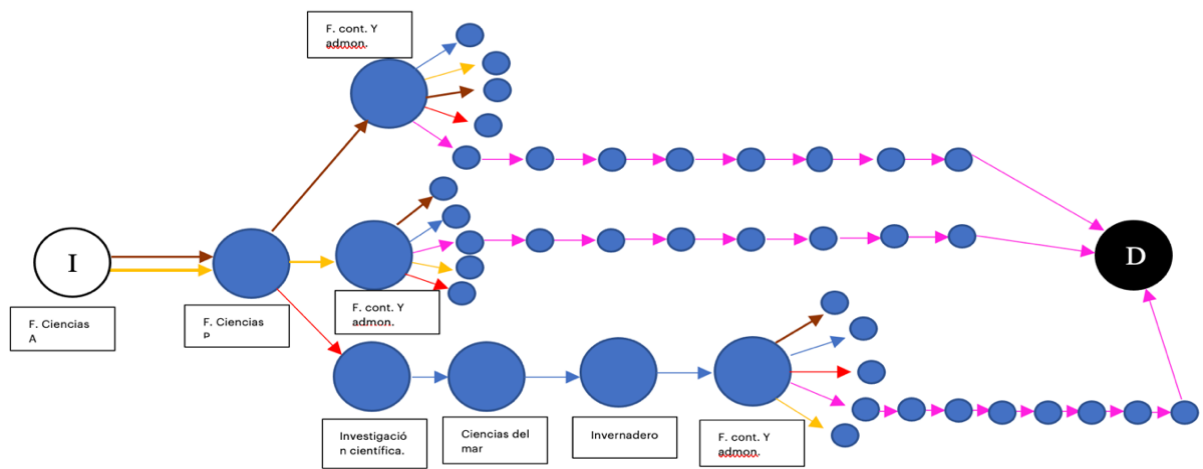 F. cont. Y
admon.
I
D
F. Ciencias
A
F. Ciencias
P
F. cont. Y
admon.
Investigació
n científica.
Ciencias del
mar
Invernadero
F. cont. Y
admon.